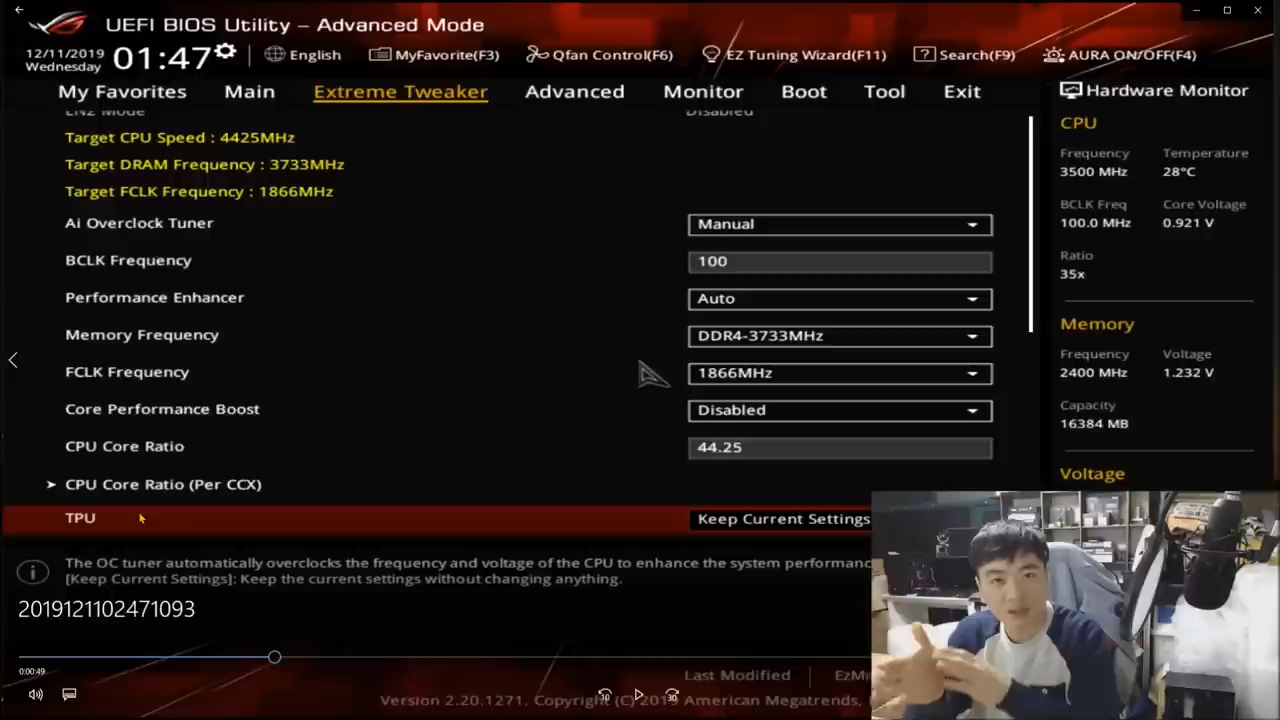 UEFI BIOS Utility – Advanced Mode
12/11/2019
Wednesday
01:47
English
MyFavorite(F3)
Qfan Control(F6)
EZ Tuning Wizard(F11)
Search(F9)
AURA ON/OFF(F4)
My Favorites Main Extreme Tweaker Advanced Monitor Boot Tool Exit
Hardware Monitor
LN2 Mode Disabled
Target CPU Speed : 4425MHz
Target DRAM Frequency : 3733MHz
Target FCLK Frequency : 1866MHz
Ai Overclock Tuner Manual
BCLK Frequency 100
Performance Enhancer Auto
Memory Frequency DDR4-3733MHz
FCLK Frequency 1866MHz
Core Performance Boost Disabled
CPU Core Ratio 44.25
CPU Core Ratio (Per CCX)
TPU Keep Current Settings
The OC tuner automatically overclocks the frequency and voltage of the CPU to enhance the system performanc
[Keep Current Settings]: Keep the current settings without changing anything.
2019121102471093
0:00:49
10
30
Last Modified
EzM
Version 2.20.1271. Copyright (C) 2019 American Megatrends,
CPU
Frequency Temperature
3500 MHz 28°C
BCLK Freq Core Voltage
100.0 MHz 0.921 V
Ratio
35x
Memory
Frequency Voltage
2400 MHz 1.232 V
Capacity
16384 MB
Voltage